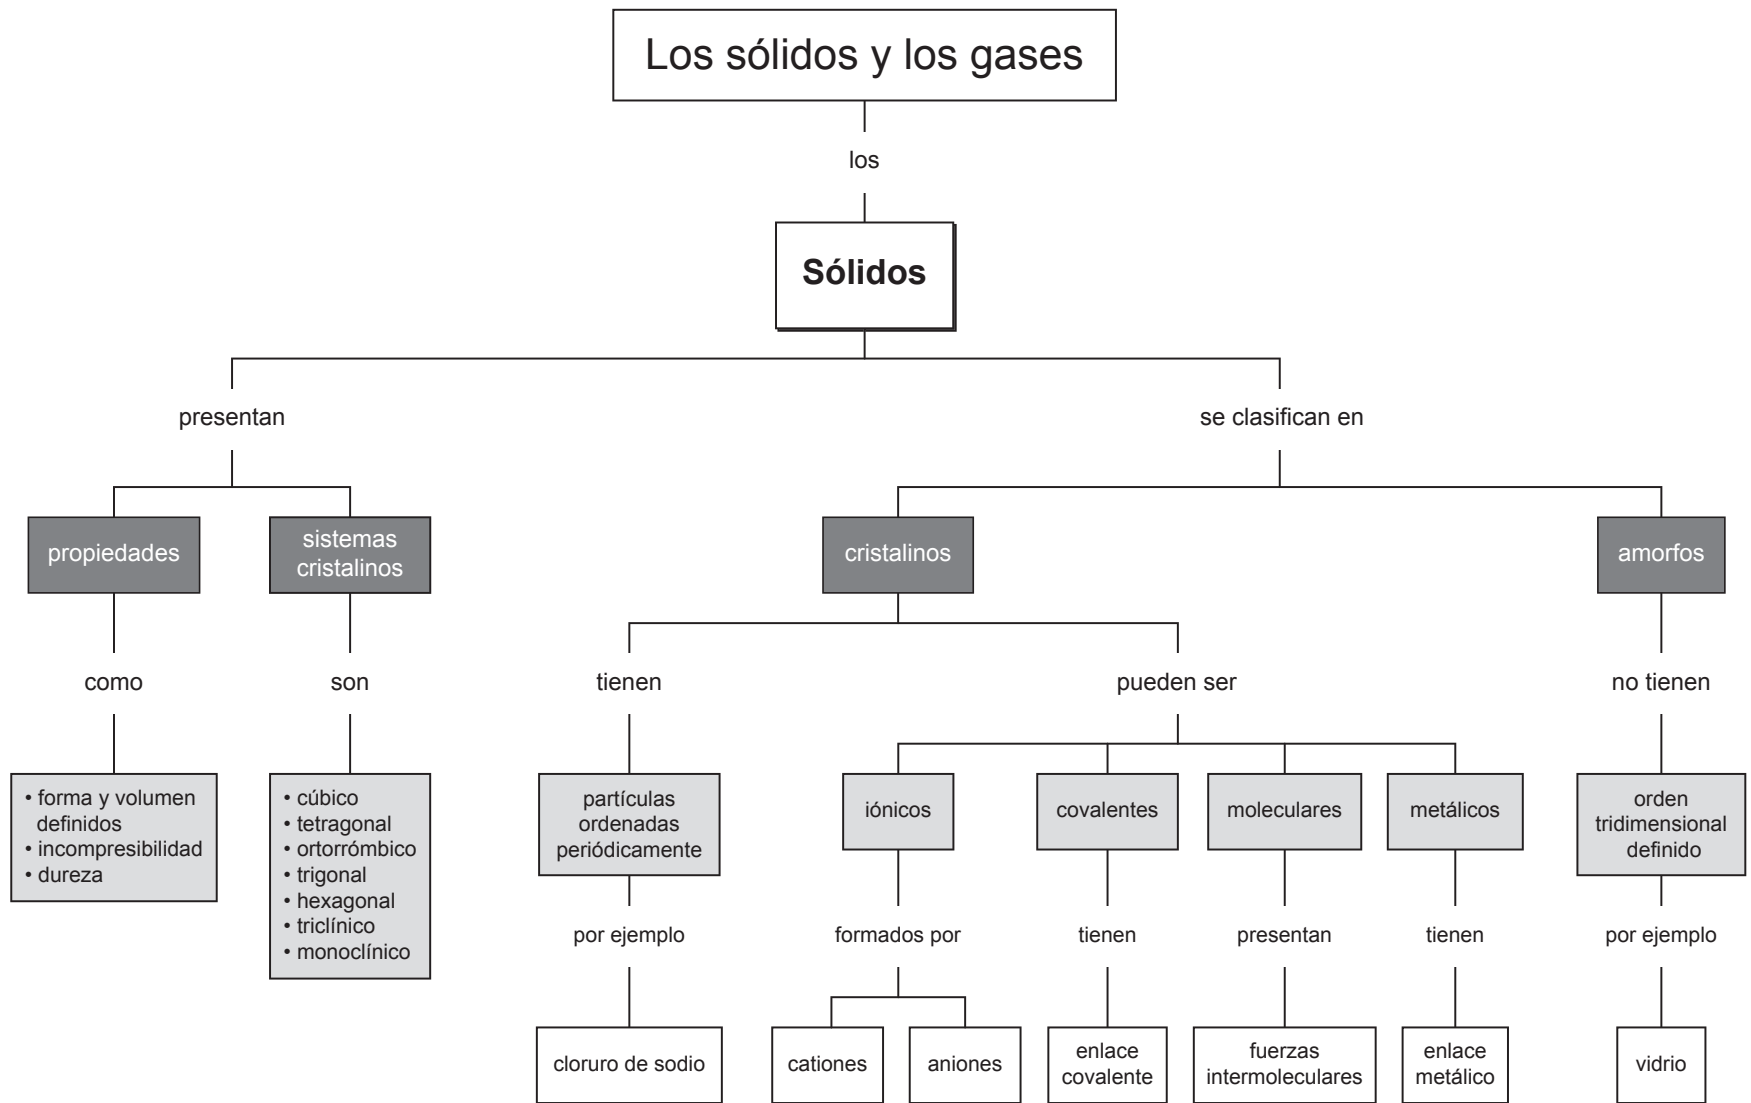 Los sólidos y los gases
los
Sólidos
presentan
se clasifican en
propiedades
sistemas
cristalinos
cristalinos
amorfos
como
son
tienen
pueden ser
no tienen
• forma y volumen
definidos
• incompresibilidad
• dureza
• cúbico
• tetragonal
• ortorrómbico
• trigonal
• hexagonal
• triclínico
• monoclínico
partículas
ordenadas
periódicamente
iónicos
covalentes
moleculares
metálicos
orden
tridimensional
definido
por ejemplo
formados por
tienen
presentan
tienen
por ejemplo
cloruro de sodio
cationes
aniones
enlace
covalente
fuerzas
intermoleculares
enlace
metálico
vidrio